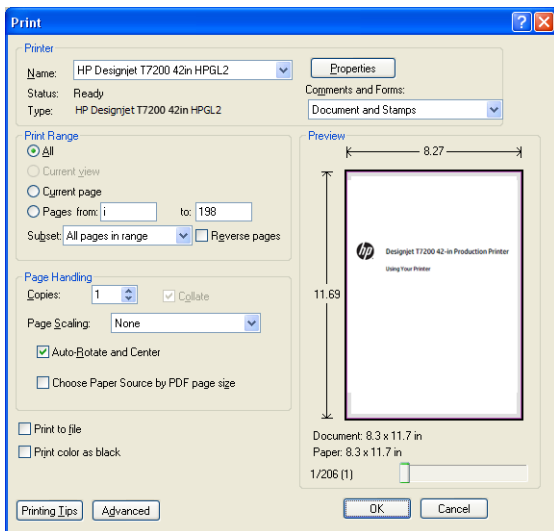 Print
Printer
Name: HP Designjet T7200 42in HPGL2 Properties
Status: Ready Comments and Forms:
Type: HP Designjet T7200 42in HPGL2 Document and Stamps
Print Range Preview
All 8.27
Current view
Current page
Pages from: i to: 198
Subset: All pages in range Reverse pages
hp Designjet T7200 42-in Production Printer
Using Your Printer
Page Handling
Copies: 1 Collate 11.69
Page Scaling: None
Auto-Rotate and Center
Choose Paper Source by PDF page size
Print to file Document: 8.3 x 11.7 in
Print color as black Paper: 8.3 x 11.7 in
1/206 (1)
Printing Tips Advanced OK Cancel